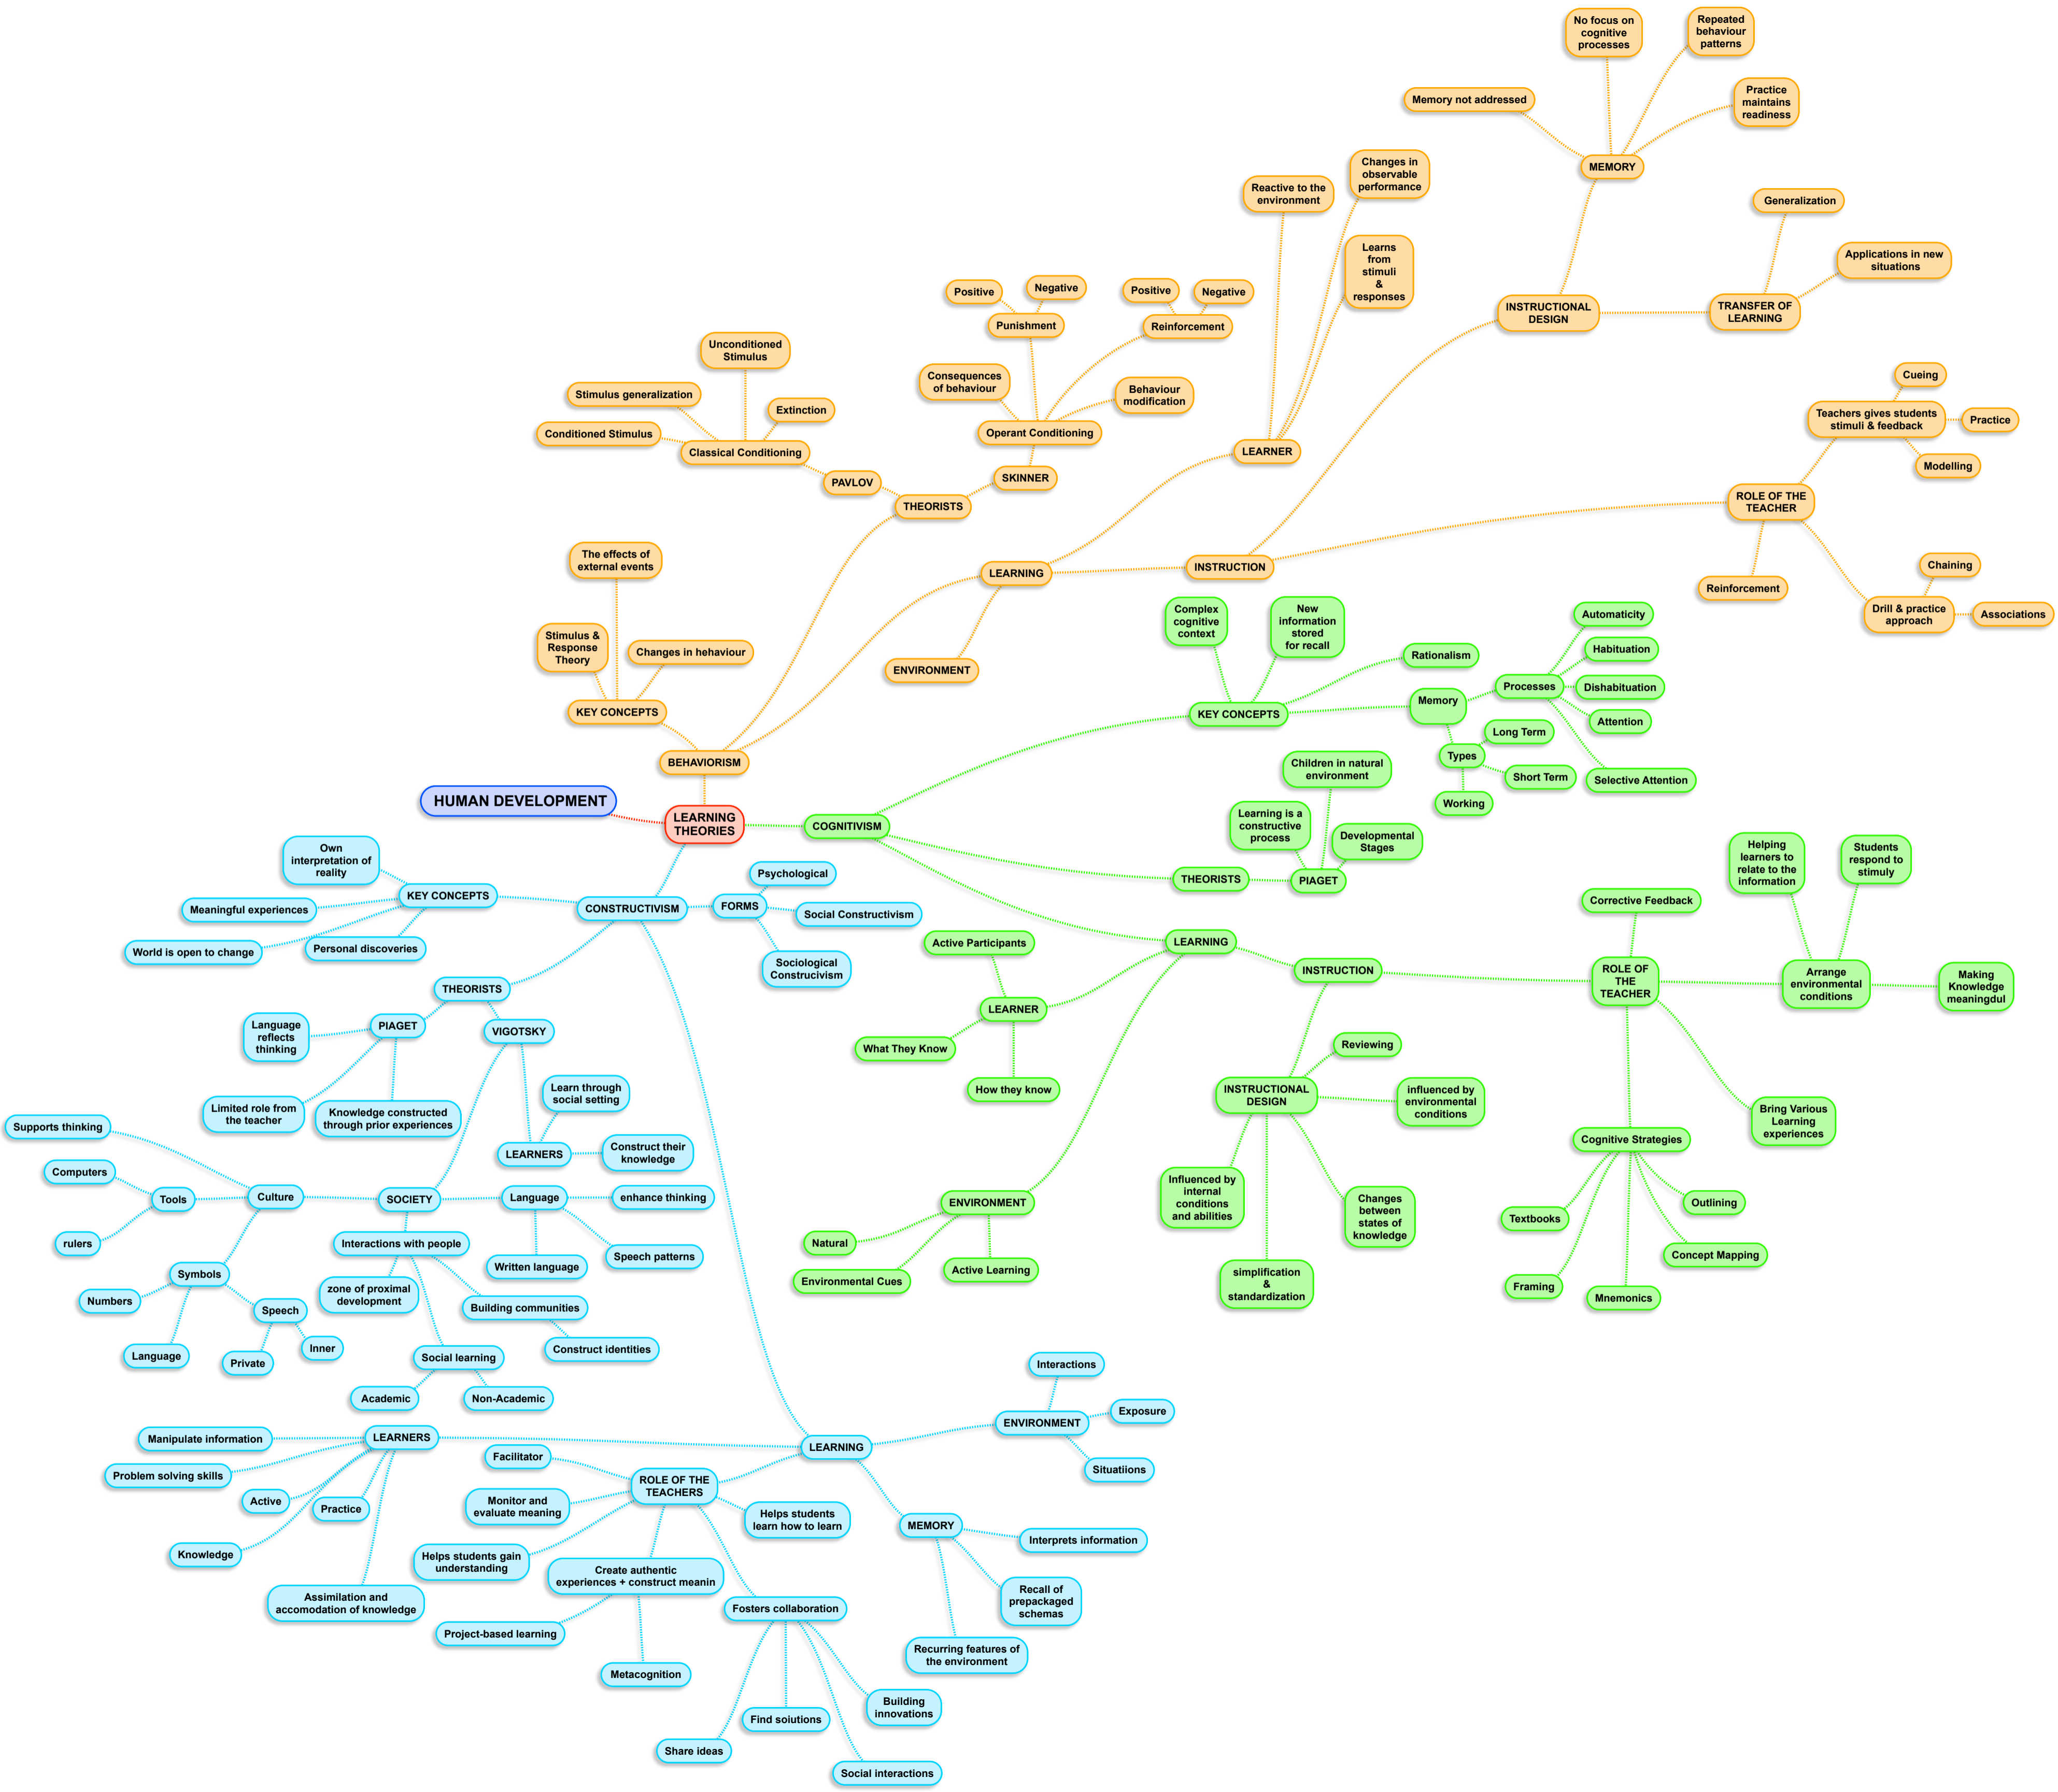 No focus on
cognitive
processes
Repeated
behaviour
patterns
Memory not addressed
Practice
maintains
readiness
MEMORY
Changes in
observable
performance
Reactive to the
environment
Generalization
Learns
from
stimuli
&
responses
Applications in new
situations
INSTRUCTIONAL
DESIGN
TRANSFER OF
LEARNING
Positive
Negative
Punishment
Positive
Negative
Reinforcement
Unconditioned
Stimulus
Consequences
of behaviour
Behaviour
modification
Stimulus generalization
Extinction
Conditioned Stimulus
Classical Conditioning
Operant Conditioning
LEARNER
PAVLOV
SKINNER
THEORISTS
Cueing
Teachers gives students
stimuli & feedback
Practice
Modelling
ROLE OF THE
TEACHER
The effects of
external events
LEARNING
INSTRUCTION
Reinforcement
Chaining
Drill & practice
approach
Associations
Stimulus &
Response
Theory
Changes in hehaviour
ENVIRONMENT
KEY CONCEPTS
BEHAVIORISM
Complex
cognitive
context
New
information
stored
for recall
Rationalism
KEY CONCEPTS
Memory
Processes
Automaticity
Habituation
Dishabituation
Attention
Selective Attention
Types
Long Term
Short Term
Working
HUMAN DEVELOPMENT
LEARNING
THEORIES
COGNITIVISM
Children in natural
environment
Learning is a
constructive
process
Developmental
Stages
THEORISTS
PIAGET
Helping
learners to
relate to the
information
Students
respond to
stimuly
Corrective Feedback
LEARNING
INSTRUCTION
ROLE OF
THE
TEACHER
Arrange
environmental
conditions
Making
Knowledge
meaningdul
Active Participants
LEARNER
What They Know
How they know
Reviewing
INSTRUCTIONAL
DESIGN
influenced by
environmental
conditions
Influenced by
internal
conditions
and abilities
Changes
between
states of
knowledge
simplification
&
standardization
Bring Various
Learning
experiences
Cognitive Strategies
Textbooks
Outlining
Concept Mapping
Framing
Mnemonics
ENVIRONMENT
Natural
Environmental Cues
Active Learning
Own
interpretation of
reality
KEY CONCEPTS
Meaningful experiences
World is open to change
Personal discoveries
CONSTRUCTIVISM
FORMS
Psychological
Social Constructivism
Sociological
Construcivism
THEORISTS
PIAGET
VIGOTSKY
Language
reflects
thinking
Limited role from
the teacher
Knowledge constructed
through prior experiences
Learn through
social setting
LEARNERS
Construct their
knowledge
Supports thinking
Computers
Tools
rulers
Culture
SOCIETY
Language
enhance thinking
Written language
Speech patterns
Interactions with people
zone of proximal
development
Building communities
Construct identities
Symbols
Numbers
Language
Speech
Private
Inner
Social learning
Academic
Non-Academic
Interactions
ENVIRONMENT
Exposure
Situatiions
LEARNING
LEARNERS
Manipulate information
Problem solving skills
Active
Practice
Knowledge
Assimilation and
accomodation of knowledge
Facilitator
ROLE OF THE
TEACHERS
Monitor and
evaluate meaning
Helps students
learn how to learn
Helps students gain
understanding
Create authentic
experiences + construct meanin
Project-based learning
Metacognition
Fosters collaboration
Share ideas
Find soiutions
Building
innovations
Social interactions
MEMORY
Interprets information
Recall of
prepackaged
schemas
Recurring features of
the environment